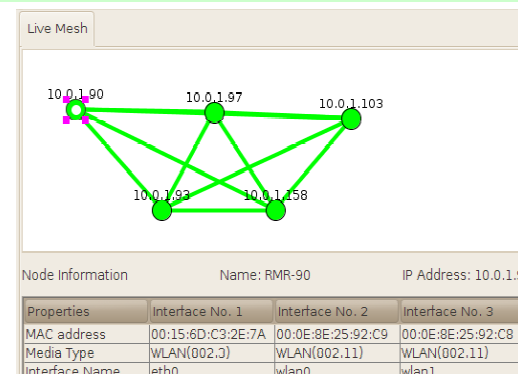 Live Mesh
10.0.1.90
10.0.1.97
10.0.1.103
10.0.1.93
10.0.1.158
Node Information Name: RMR-90 IP Address: 10.0.1.
Properties Interface No. 1 Interface No. 2 Interface No. 3
MAC address 00:15:6D:C3:2E:7A 00:0E:8E:25:92:C9 00:0E:8E:25:92:C8
Media Type WLAN(802.3) WLAN(802.11) WLAN(802.11)
Interface Name eth0 wlan0 wlan1